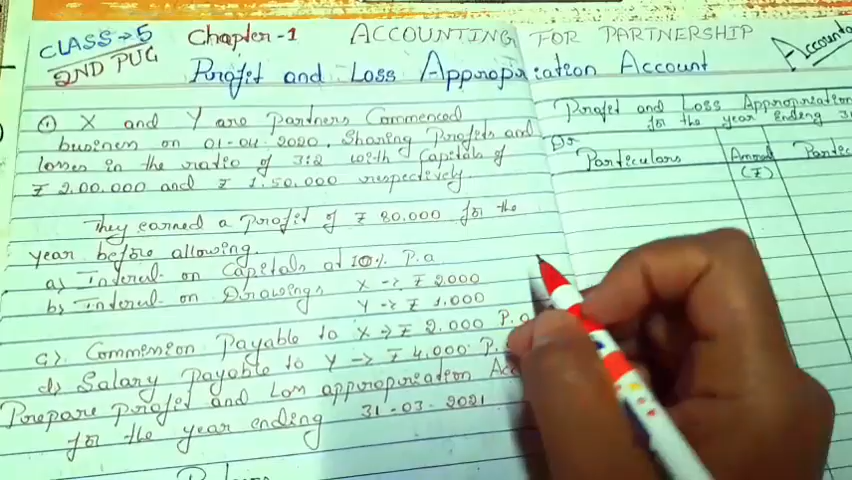 CLASS→5
2ND PUC
Chapter-1 ACCOUNTING FOR PARTNERSHIP
Profit and Loss Appropriation Account
① X and Y are Partners Commenced
business on 01-04-2020. Sharing Profits and
losses in the ratio of 3:2 with Capitals of
₹ 2,00,000 and ₹ 1,50,000 respectively.
They earned a Profit of ₹ 80,000 for the
year before allowing.
a) Interest on Capitals at 10% P.a
b) Interest on Drawings X → ₹ 2,000
Y → ₹ 1,000
c) Commission Payable to X → ₹ 2,000 P.a
d) Salary Payable to Y → ₹ 4,000 P.
Prepare Profit and Loss appropriation Acc
for the year ending 31-03-2021
Profit and Loss Appropriation
for the year ending 31
Dr
Particulars Amount Partic
(₹)